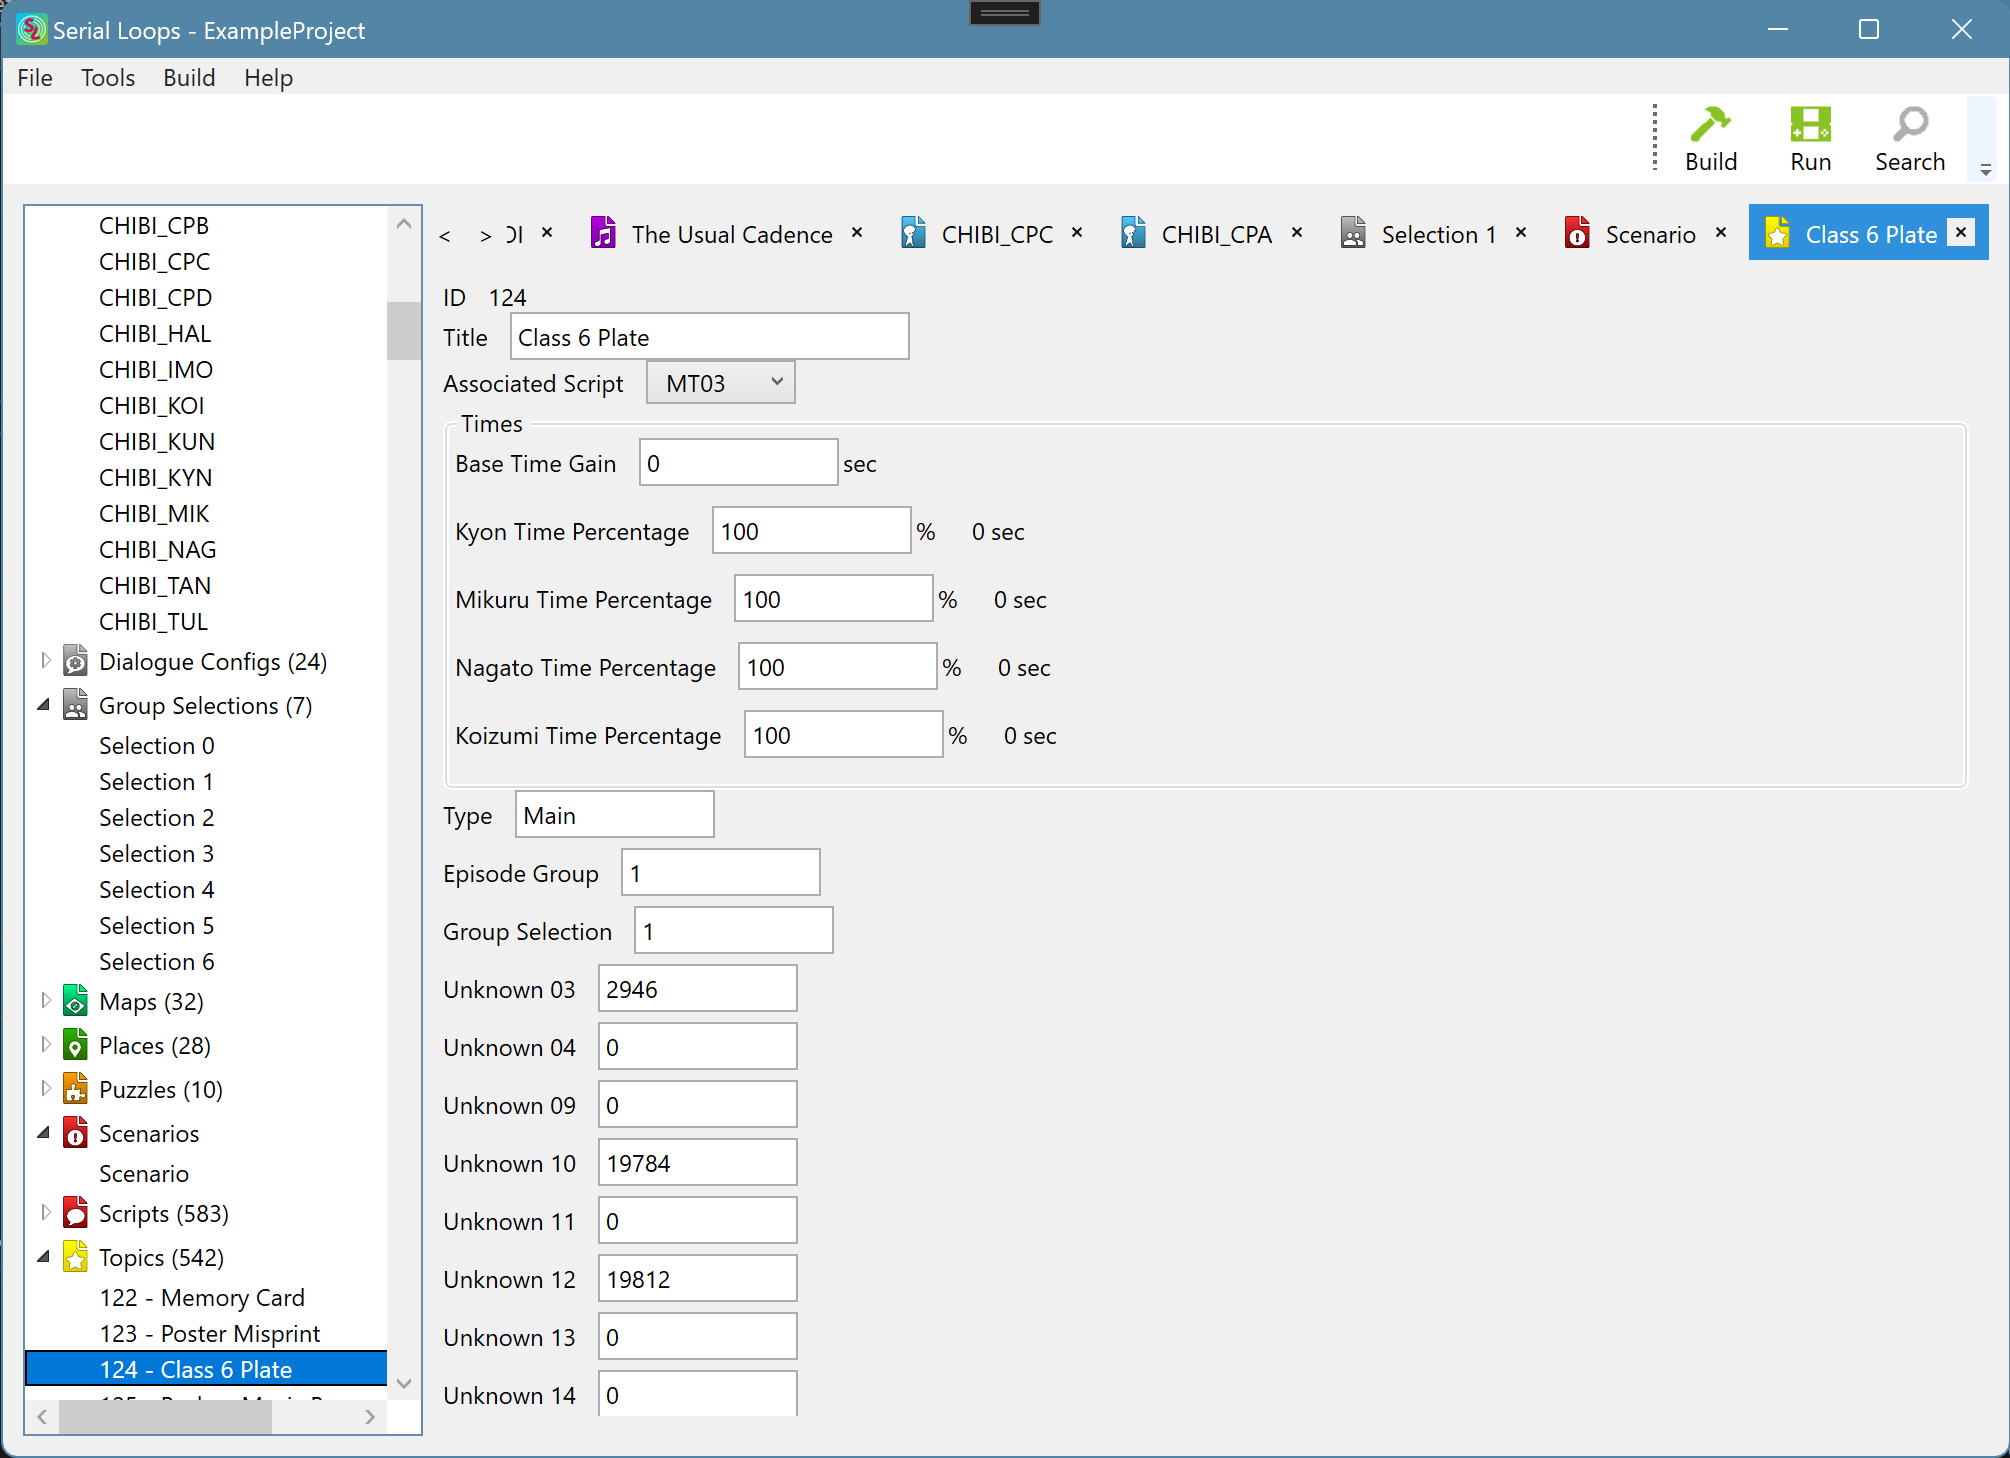 Serial Loops - ExampleProject
File Tools Build Help
Build Run Search
CHIBI_CPB
CHIBI_CPC
CHIBI_CPD
CHIBI_HAL
CHIBI_IMO
CHIBI_KOI
CHIBI_KUN
CHIBI_KYN
CHIBI_MIK
CHIBI_NAG
CHIBI_TAN
CHIBI_TUL
Dialogue Configs (24)
Group Selections (7)
Selection 0
Selection 1
Selection 2
Selection 3
Selection 4
Selection 5
Selection 6
Maps (32)
Places (28)
Puzzles (10)
Scenarios
Scenario
Scripts (583)
Topics (542)
122 - Memory Card
123 - Poster Misprint
124 - Class 6 Plate
The Usual Cadence CHIBI_CPC CHIBI_CPA Selection 1 Scenario Class 6 Plate
ID 124
Title Class 6 Plate
Associated Script MT03
Times
Base Time Gain 0 sec
Kyon Time Percentage 100 % 0 sec
Mikuru Time Percentage 100 % 0 sec
Nagato Time Percentage 100 % 0 sec
Koizumi Time Percentage 100 % 0 sec
Type Main
Episode Group 1
Group Selection 1
Unknown 03 2946
Unknown 04 0
Unknown 09 0
Unknown 10 19784
Unknown 11 0
Unknown 12 19812
Unknown 13 0
Unknown 14 0